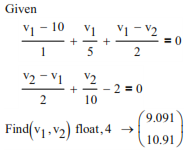 Given
(v₁ − 10)/1 + v₁/5 + (v₁ − v₂)/2 = 0
(v₂ − v₁)/2 + v₂/10 − 2 = 0
Find(v₁,v₂) float,4 → (9.091
10.91)